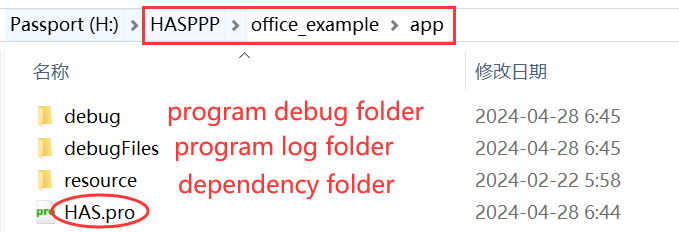 Passport (H:) > HASPPP > office_example > app
名称 修改日期
debug program debug folder 2024-04-28 6:45
debugFiles program log folder 2024-04-28 6:45
resource dependency folder 2024-02-22 5:58
pro HAS.pro 2024-04-28 6:44